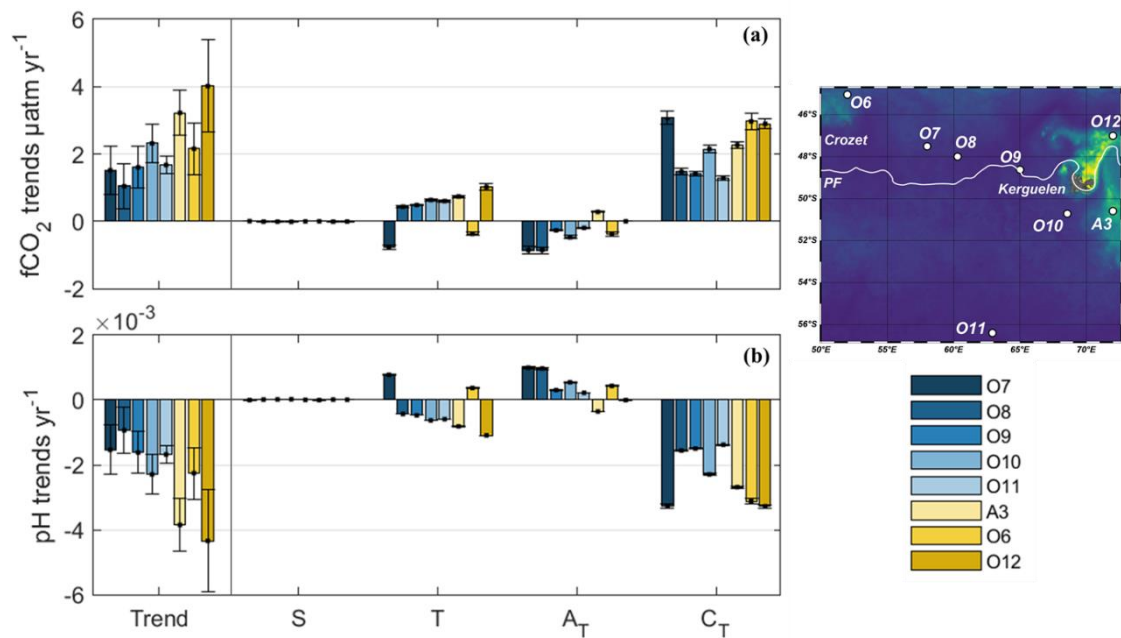 (a)
fCO2 trends µatm yr-1
6
4
2
0
-2
(b)
×10-3
pH trends yr-1
2
0
-2
-4
-6
Trend S T AT CT
O6 O12
O7 O8 O9
Crozet
PF Kerguelen
O10 A3
O11
46°S
48°S
50°S
52°S
54°S
56°S
50°E 55°E 60°E 65°E 70°E
O7
O8
O9
O10
O11
A3
O6
O12